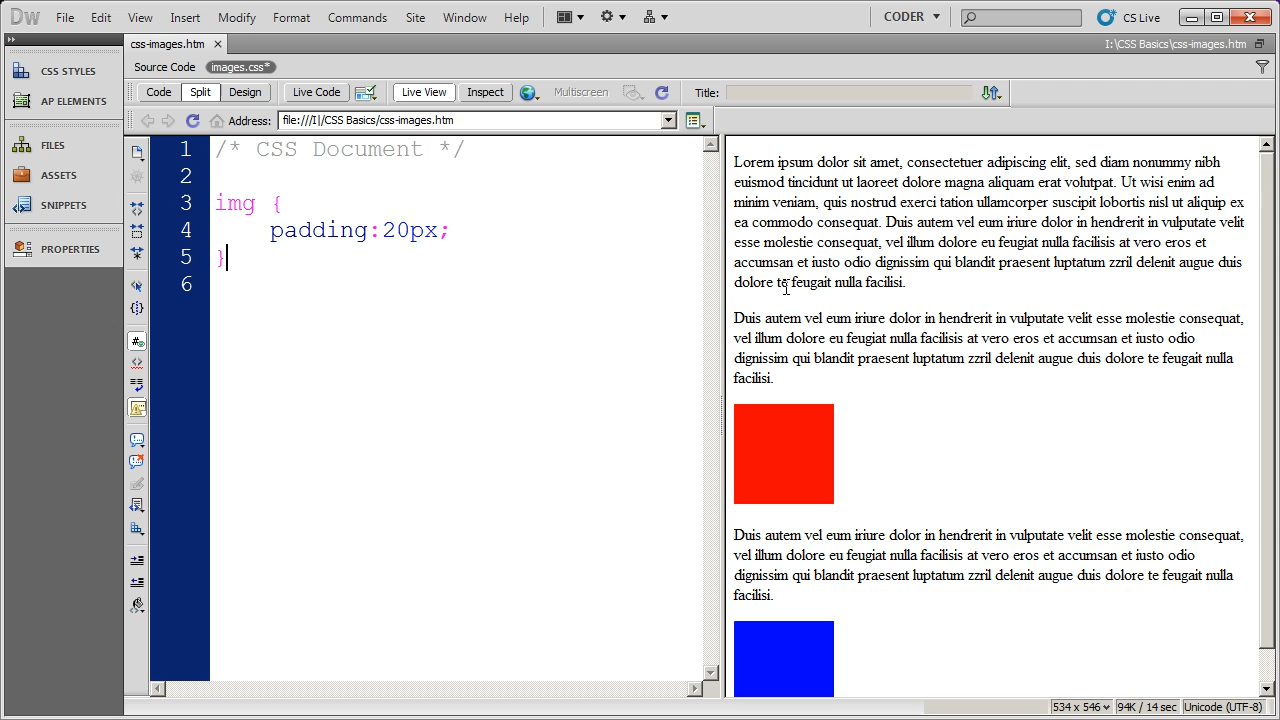 Dw File Edit View Insert Modify Format Commands Site Window Help CODER CS Live
css-images.htm I:\CSS Basics\css-images.htm
Source Code images.css*
Code Split Design Live Code Live View Inspect Multiscreen Title:
Address: file:///I|/CSS Basics/css-images.htm
CSS STYLES
AP ELEMENTS
FILES
ASSETS
SNIPPETS
PROPERTIES
1 /* CSS Document */
2
3 img {
4 padding:20px;
5 }
6
Lorem ipsum dolor sit amet, consectetuer adipiscing elit, sed diam nonummy nibh
euismod tincidunt ut laoreet dolore magna aliquam erat volutpat. Ut wisi enim ad
minim veniam, quis nostrud exerci tation ullamcorper suscipit lobortis nisl ut aliquip ex
ea commodo consequat. Duis autem vel eum iriure dolor in hendrerit in vulputate velit
esse molestie consequat, vel illum dolore eu feugiat nulla facilisis at vero eros et
accumsan et iusto odio dignissim qui blandit praesent luptatum zzril delenit augue duis
dolore te feugait nulla facilisi.
Duis autem vel eum iriure dolor in hendrerit in vulputate velit esse molestie consequat,
vel illum dolore eu feugiat nulla facilisis at vero eros et accumsan et iusto odio
dignissim qui blandit praesent luptatum zzril delenit augue duis dolore te feugait nulla
facilisi.
Duis autem vel eum iriure dolor in hendrerit in vulputate velit esse molestie consequat,
vel illum dolore eu feugiat nulla facilisis at vero eros et accumsan et iusto odio
dignissim qui blandit praesent luptatum zzril delenit augue duis dolore te feugait nulla
facilisi.
534 x 546 94K / 14 sec Unicode (UTF-8)